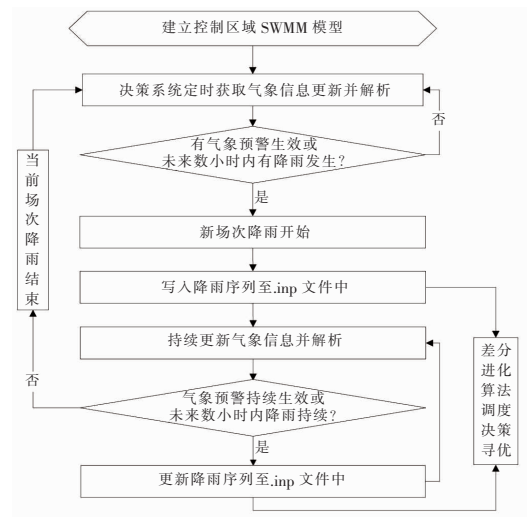 建立控制区域 SWMM 模型
决策系统定时获取气象信息更新并解析
否
有气象预警生效或
未来数小时内有降雨发生?
是
新场次降雨开始
写入降雨序列至.inp 文件中
持续更新气象信息并解析
气象预警持续生效或
未来数小时内降雨持续?
否
是
更新降雨序列至.inp 文件中
当
前
场
次
降
雨
结
束
差分
进化
算法
调度
决策
寻优